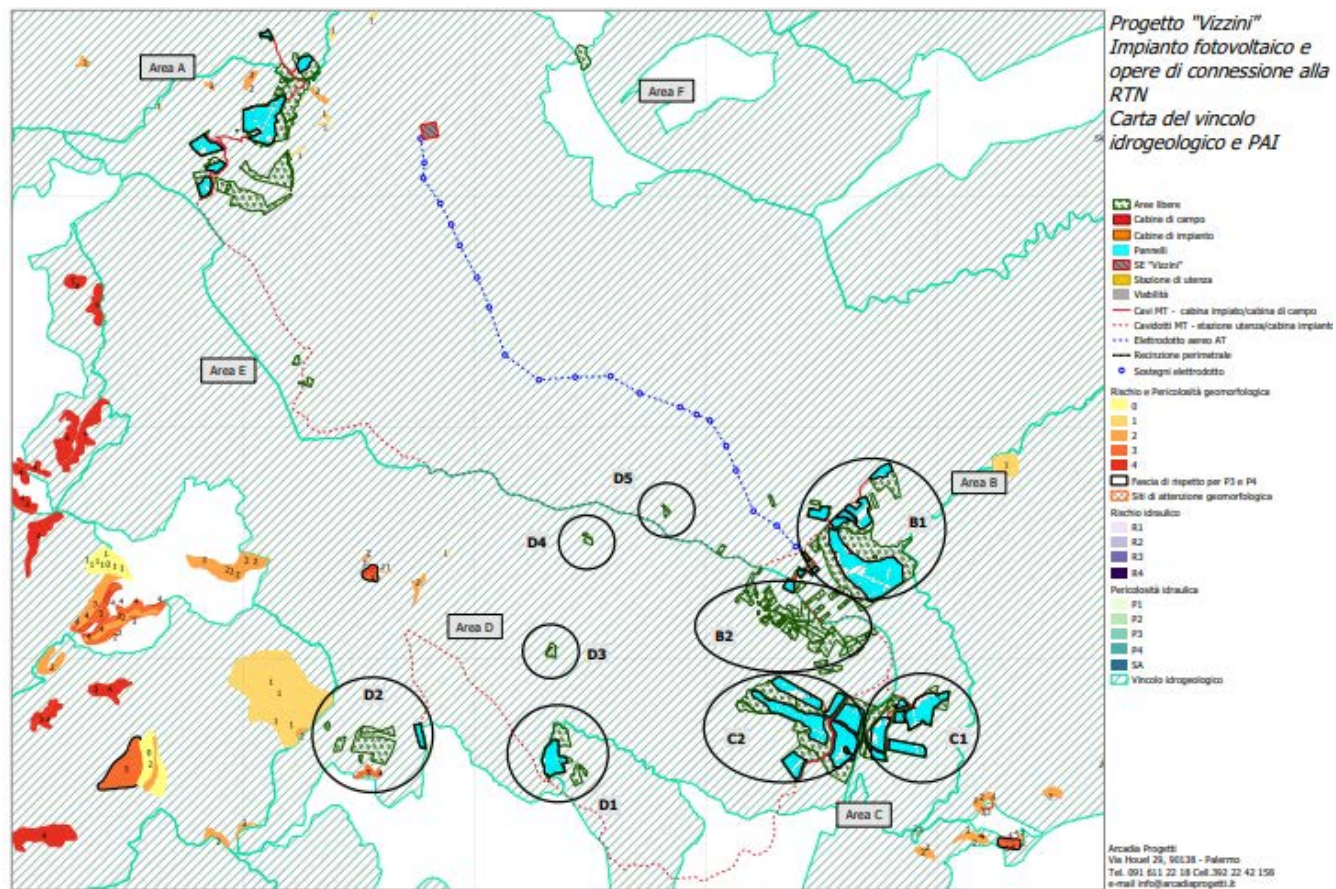 Progetto "Vizzini"
Impianto fotovoltaico e
opere di connessione alla
RTN
Carta del vincolo
idrogeologico e PAI
Aree libere
Cabine di campo
Cabine di impianto
Pannelli
SE "Vizzini"
Stazione di utenza
Viabilità
Cavi MT - cabina impiato/cabina di campo
Cavidotti MT - stazione utenza/cabina impianto
Elettrodotto aereo AT
Recinzione perimetrale
Sostegni elettrodotto
Rischio e Pericolosità geomorfologica
0
1
2
3
4
Fascia di rispetto per P3 e P4
Siti di attenzione geomorfologica
Rischio idraulico
R1
R2
R3
R4
Pericolosità idraulica
P1
P2
P3
P4
SA
Vincolo idrogeologico
Area A
Area F
Area E
Area B
D5
B1
D4
Area D
B2
D3
D2
C2
C1
D1
Area C
Arcadia Progetti
Via Houel 29, 90138 - Palermo
Tel. 091 611 22 18 Cell.392 22 42 156
e-mail info@arcadiaprogetti.it